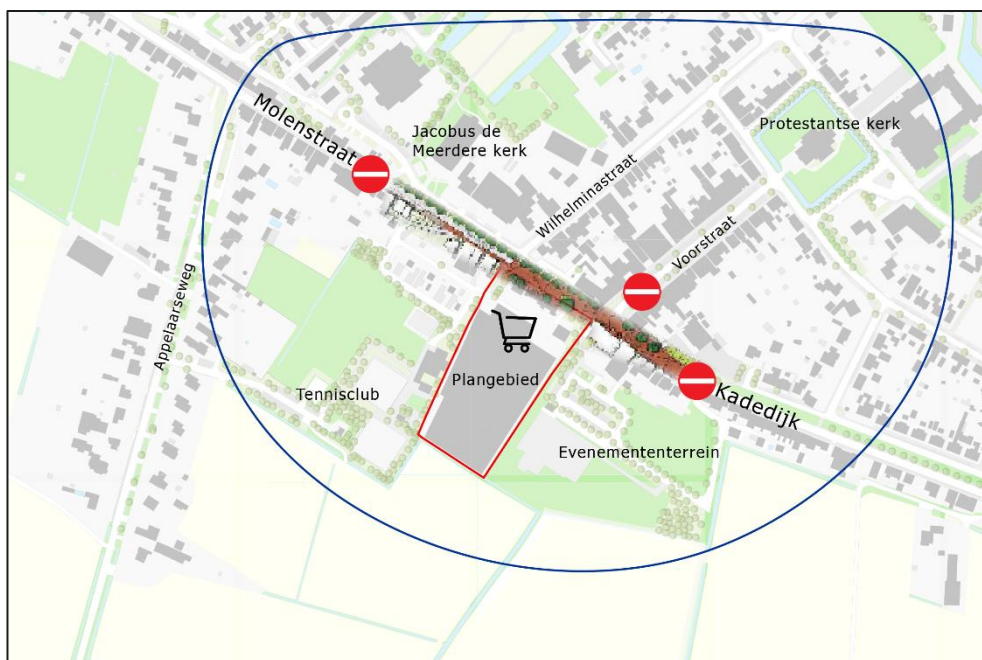 Molenstraat
Jacobus de
Meerdere kerk
Protestantse kerk
Wilhelminastraat
Voorstraat
Appelaarseweg
Plangebied
Tennisclub
Kadedijk
Evenemententerrein